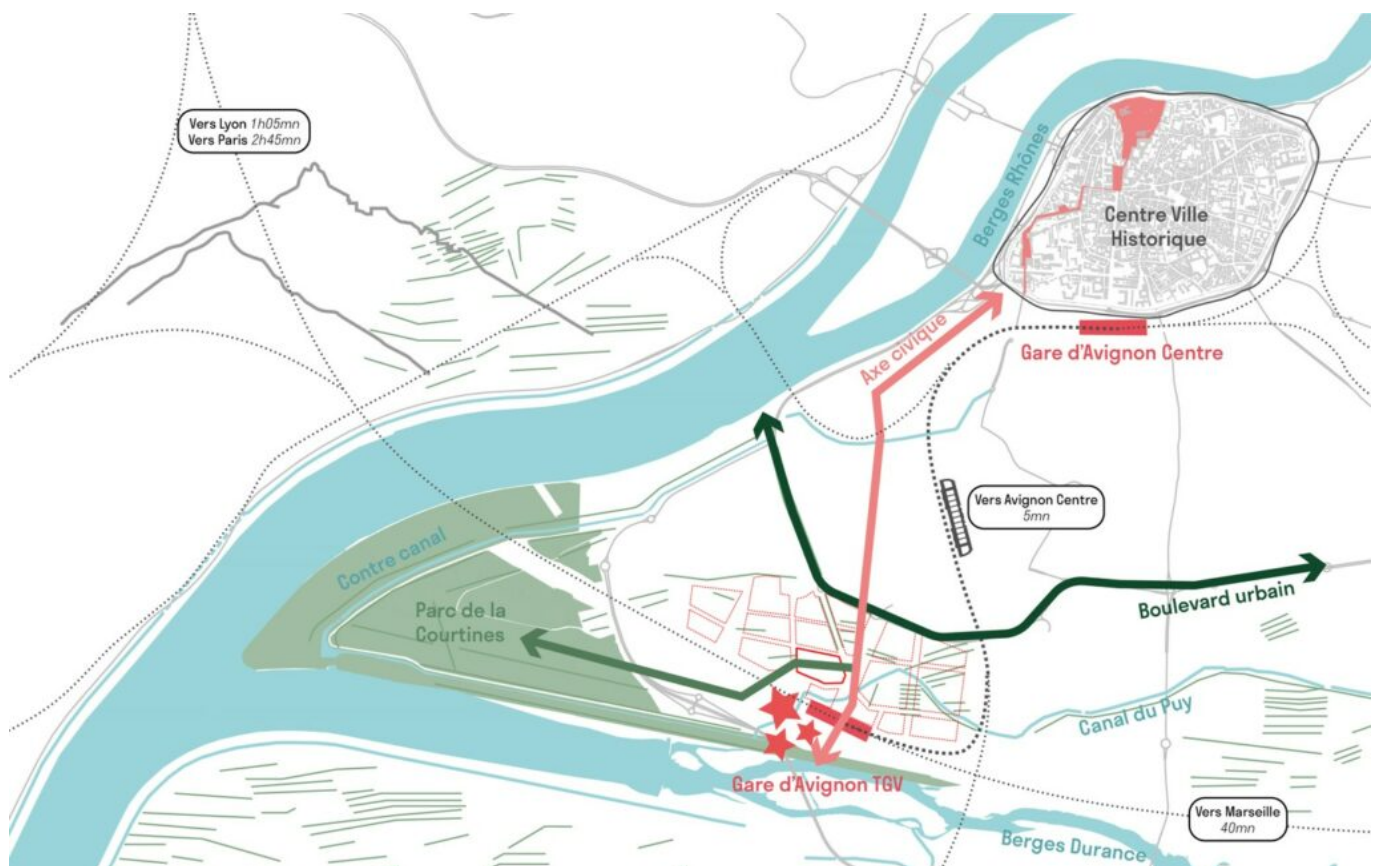 Vers Lyon 1h05mn
Vers Paris 2h45mn
Berges Rhônes
Centre Ville
Historique
Axe civique
Gare d'Avignon Centre
Vers Avignon Centre
5mn
Contre canal
Parc de la
Courtines
Boulevard urbain
Canal du Puy
Gare d'Avignon TGV
Vers Marseille
40mn
Berges Durance